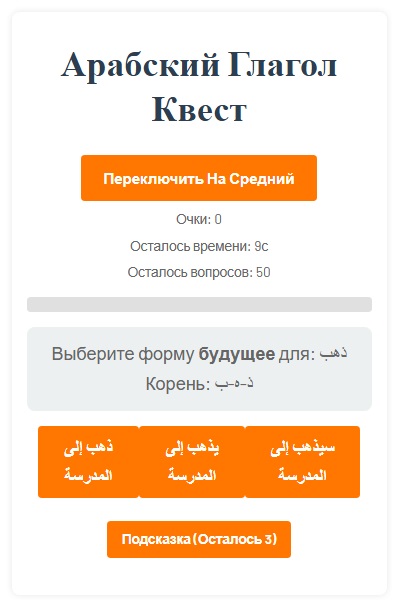 Арабский Глагол
Квест
Переключить На Средний
Очки: 0
Осталось времени: 9с
Осталось вопросов: 50
Выберите форму будущее для: ذهب
Корень: ذ-ه-ب
ذهب إلى
المدرسة
يذهب إلى
المدرسة
سيذهب إلى
المدرسة
Подсказка (Осталось 3)